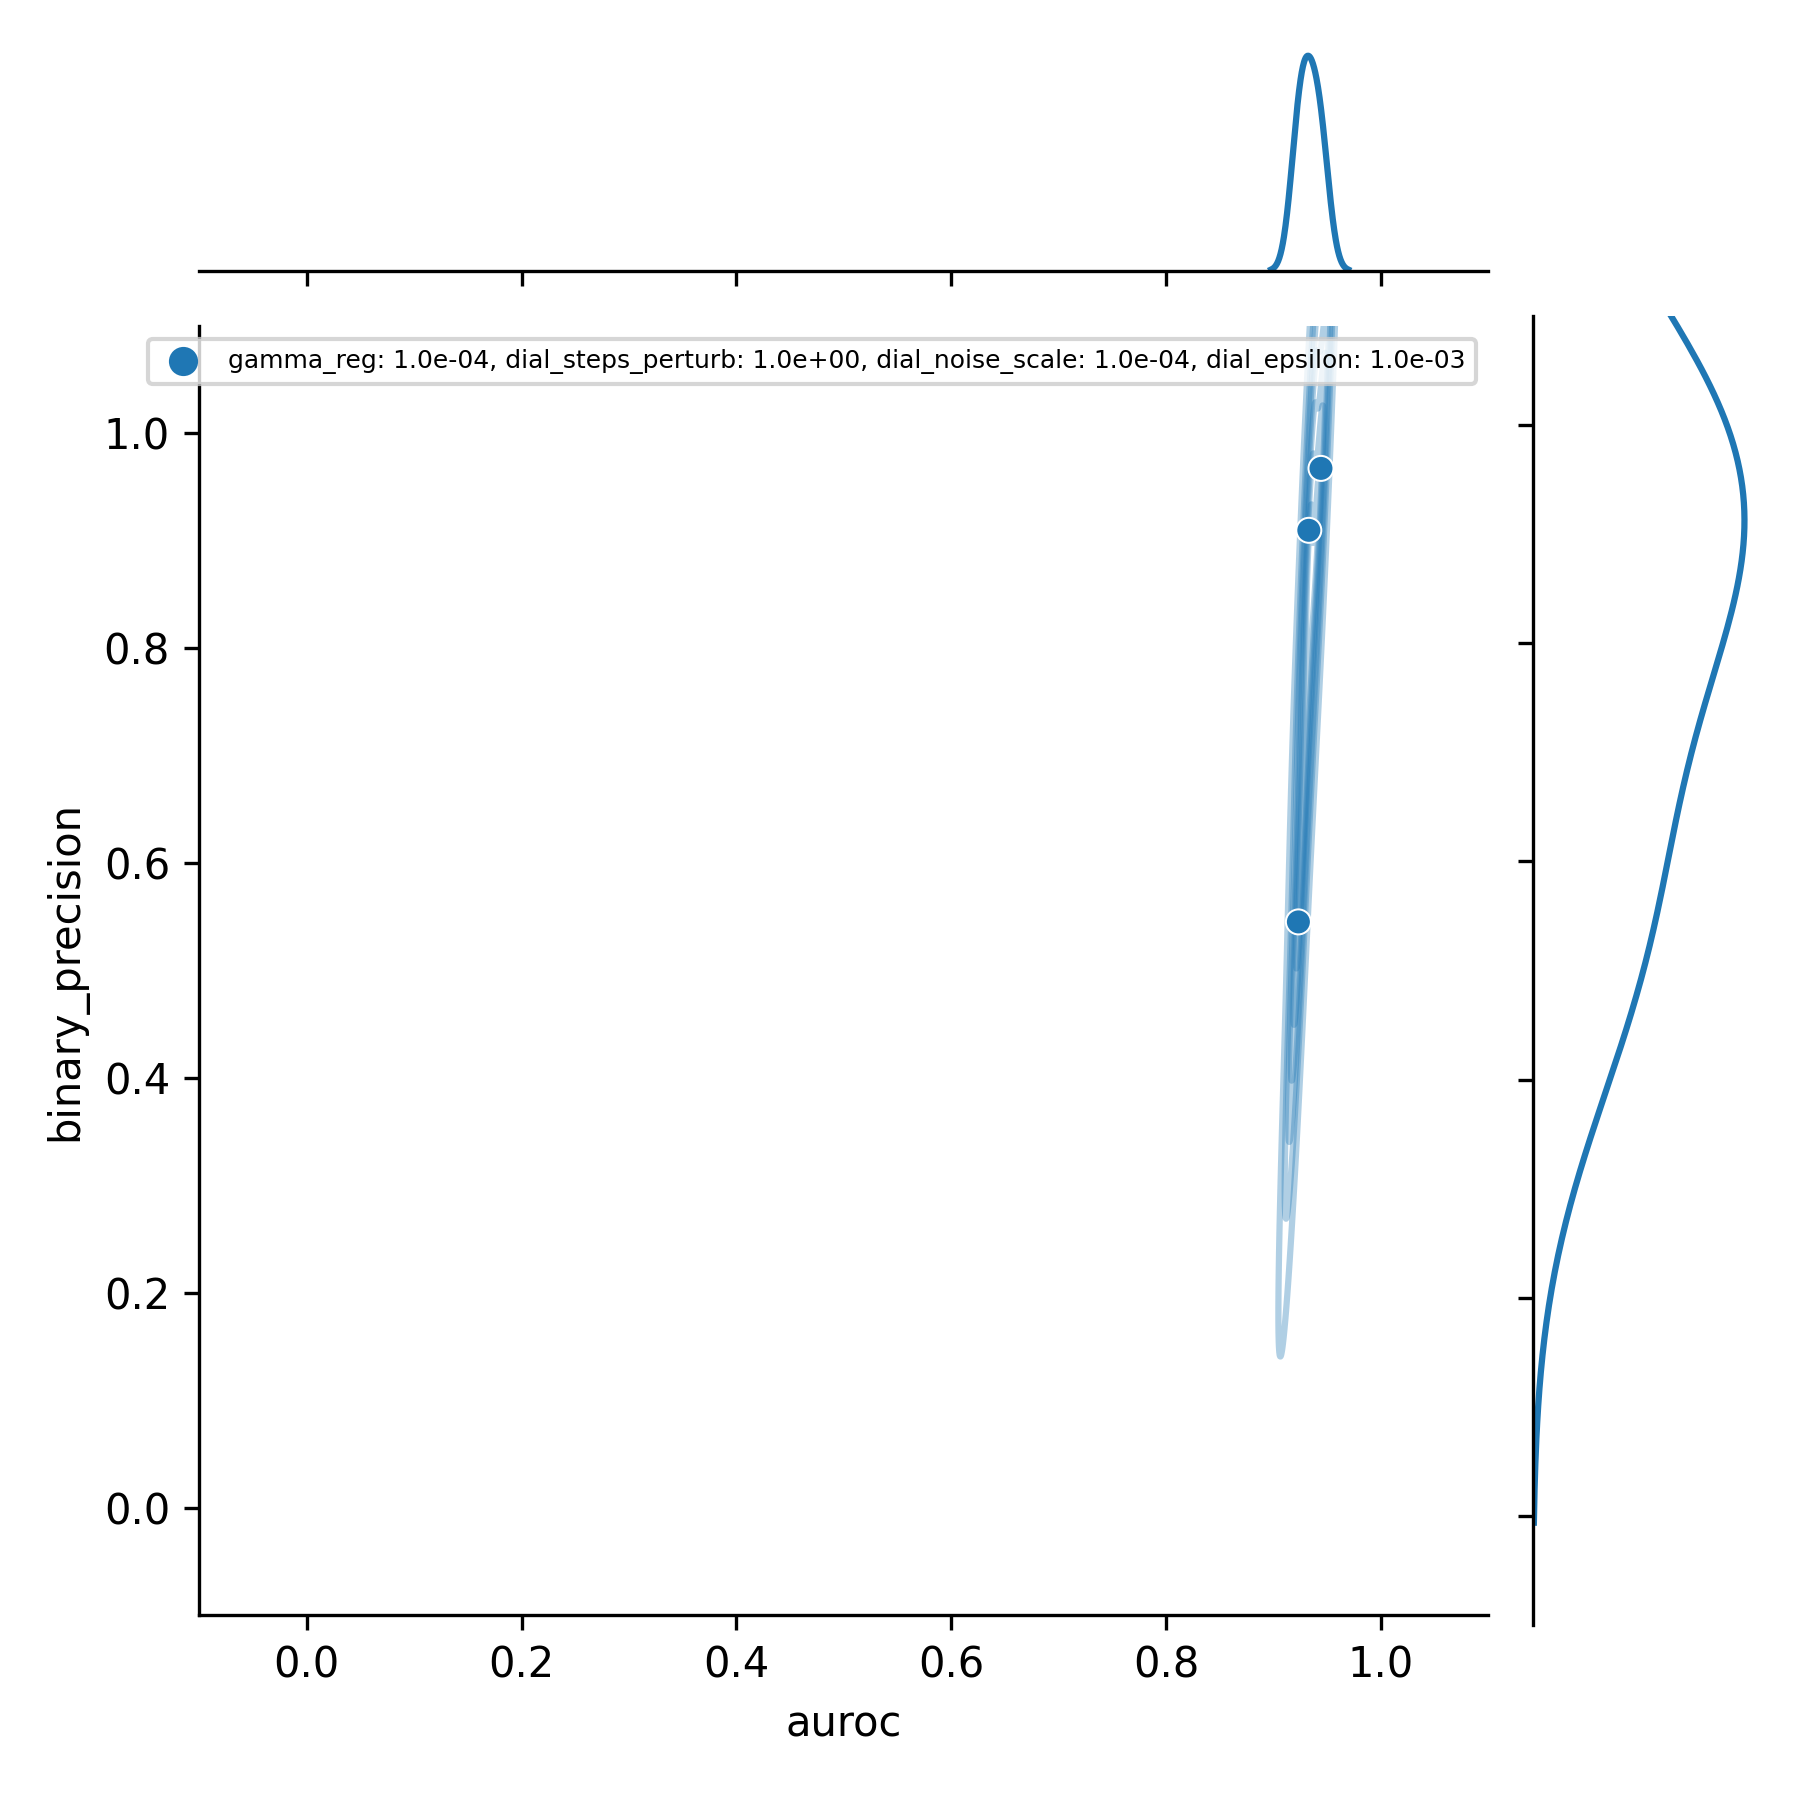 gamma_reg: 1.0e-04, dial_steps_perturb: 1.0e+00, dial_noise_scale: 1.0e-04, dial_epsilon: 1.0e-03
1.0
0.8
0.6
0.4
0.2
0.0
binary_precision
0.0 0.2 0.4 0.6 0.8 1.0
auroc